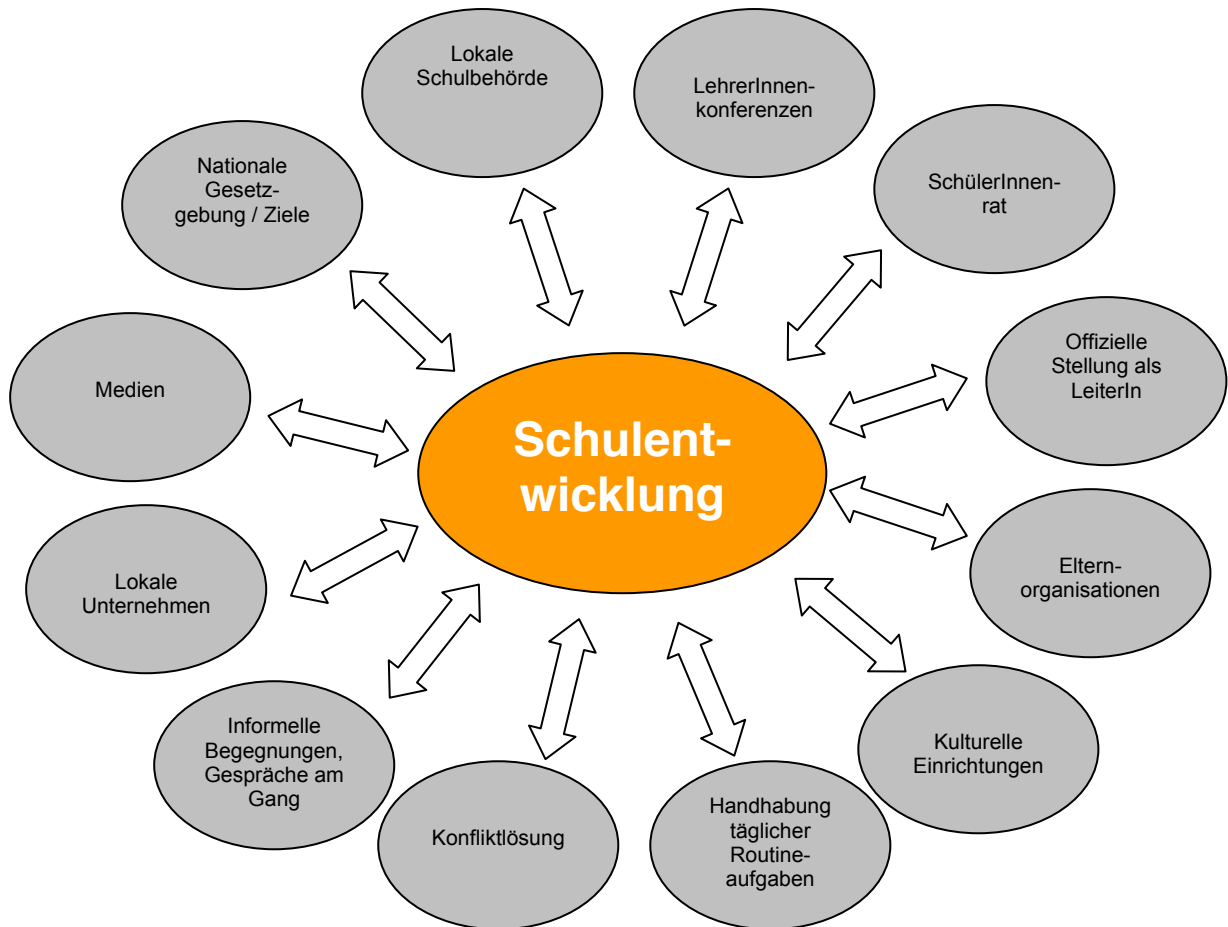 Lokale
Schulbehörde
LehrerInnen-
konferenzen
Nationale
Gesetz-
gebung / Ziele
SchülerInnen-
rat
Medien
Offizielle
Stellung als
LeiterIn
Schulent-
wicklung
Lokale
Unternehmen
Eltern-
organisationen
Informelle
Begegnungen,
Gespräche am
Gang
Kulturelle
Einrichtungen
Konfliktlösung
Handhabung
täglicher
Routine-
aufgaben